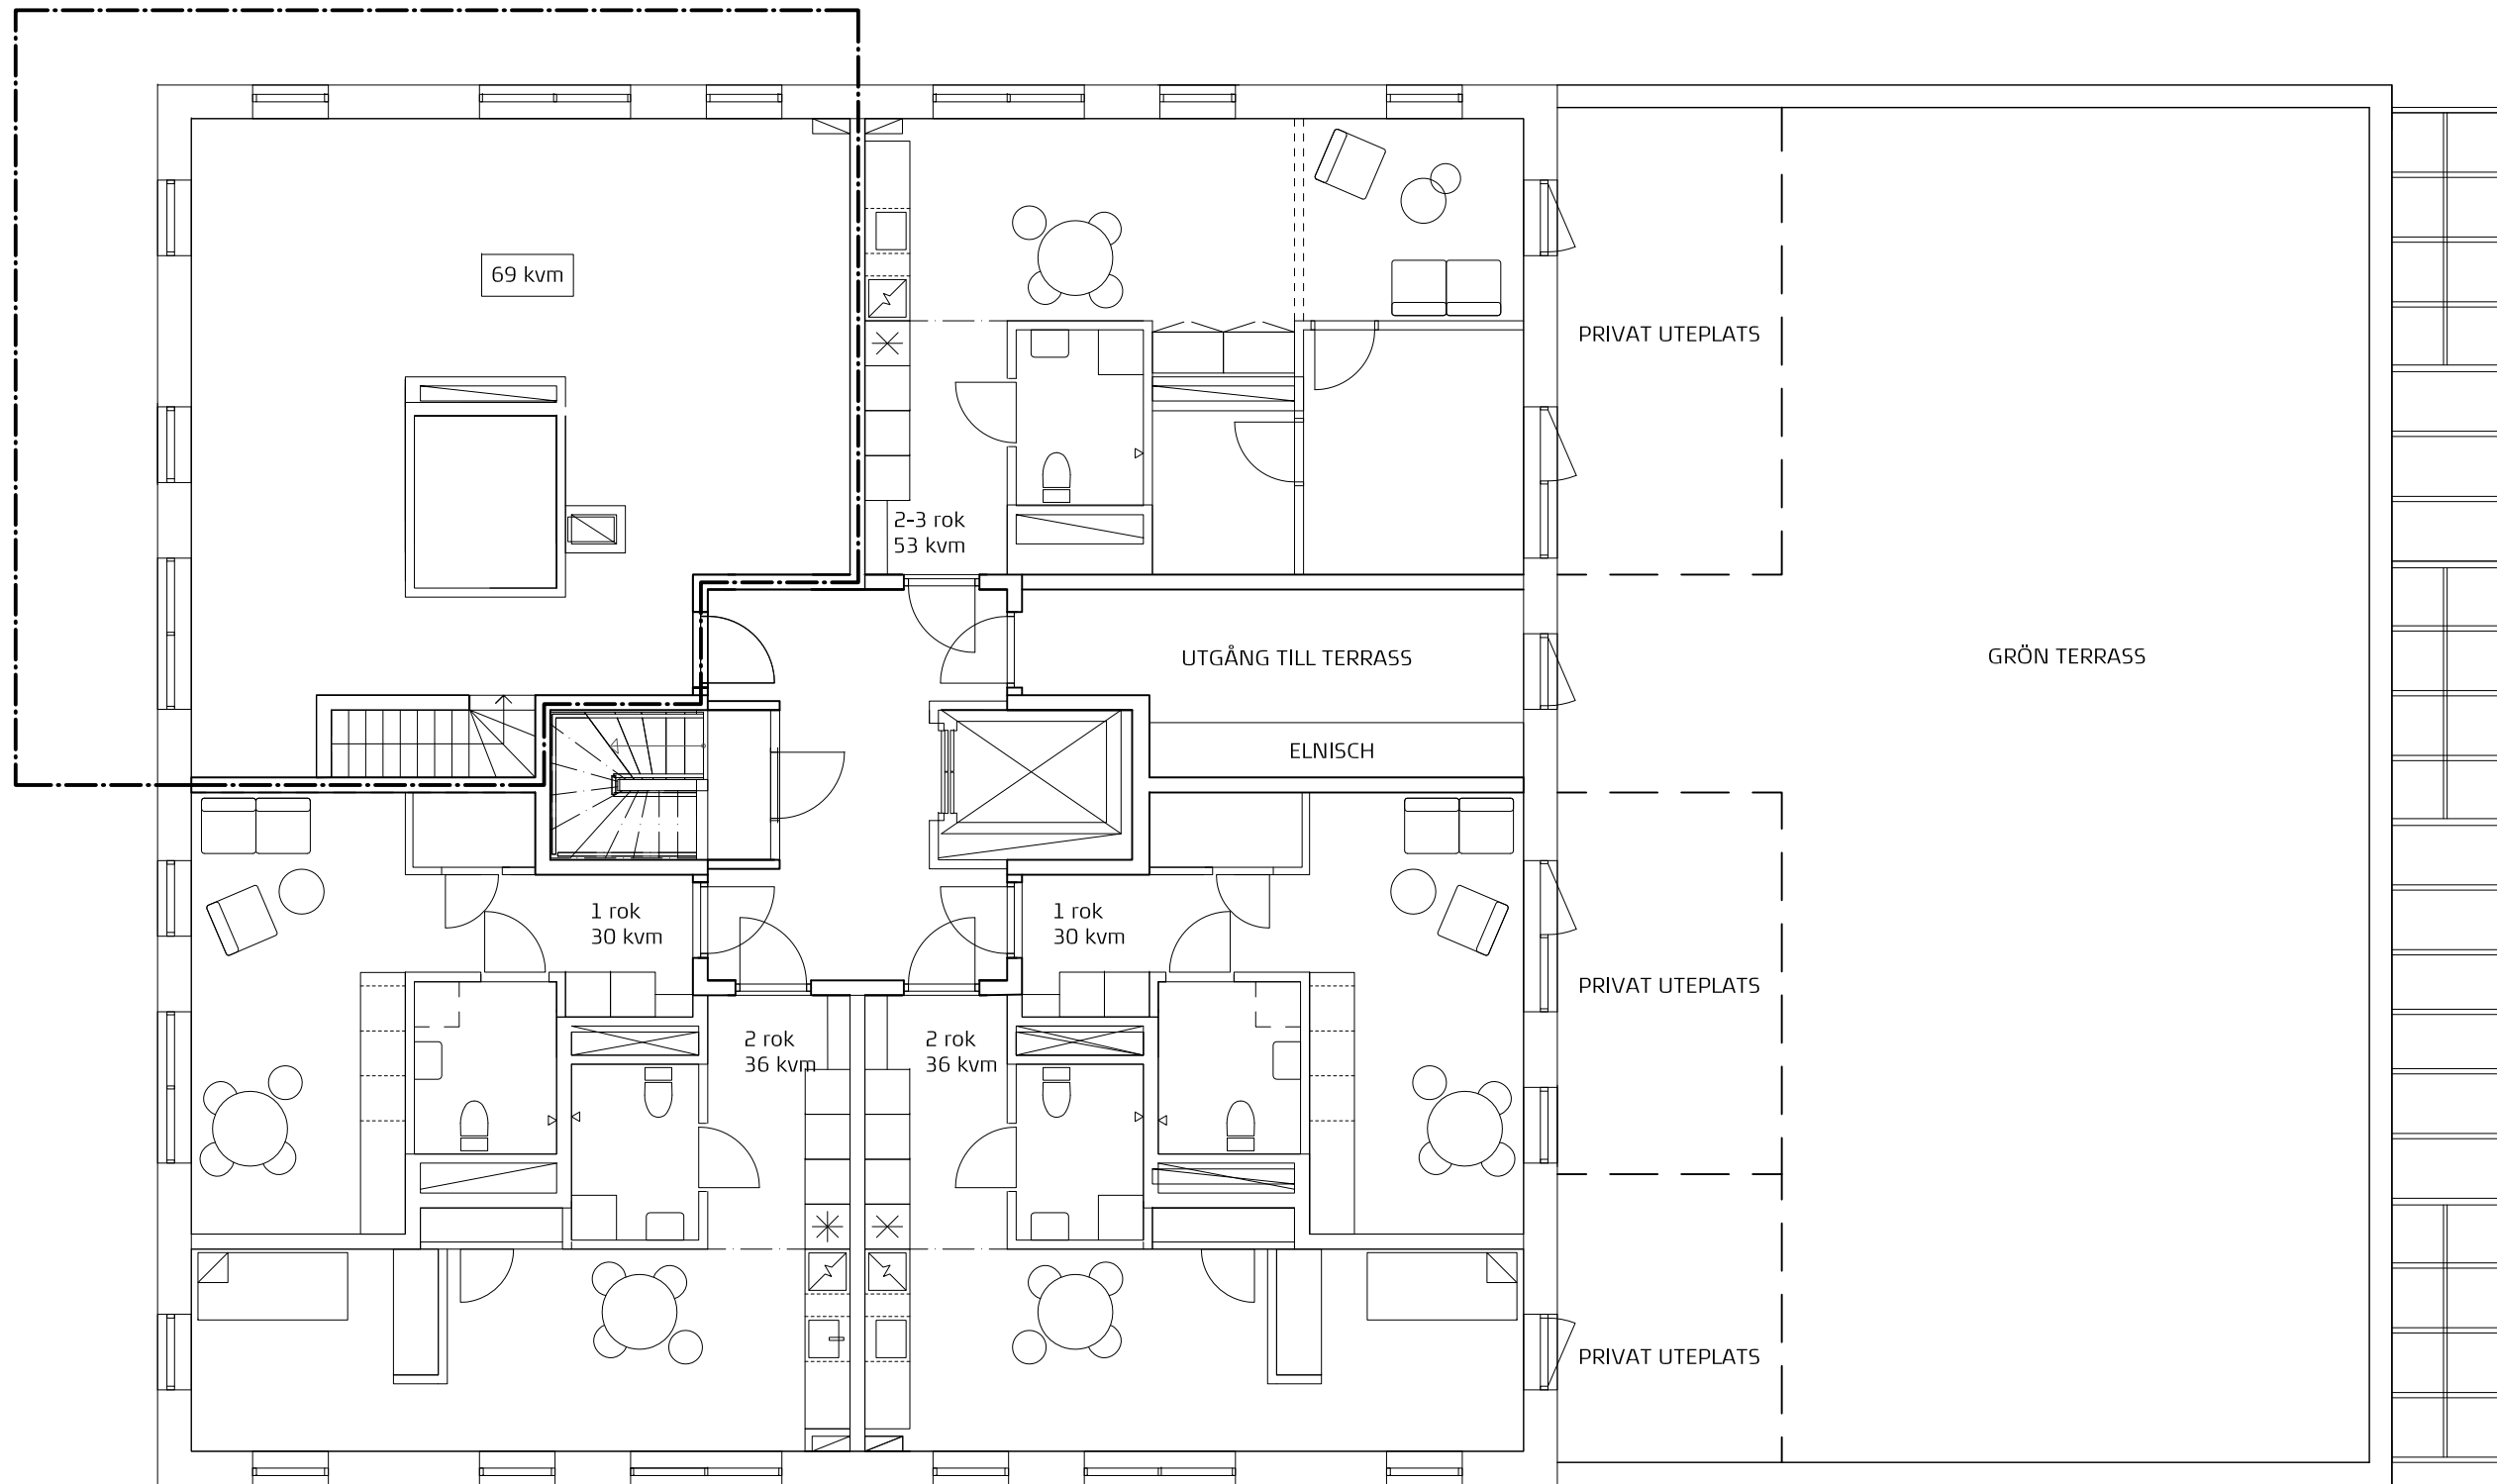 69 kvm
PRIVAT UTEPLATS
2-3 rok
53 kvm
UTGÅNG TILL TERRASS
GRÖN TERRASS
ELNISCH
1 rok
30 kvm
1 rok
30 kvm
PRIVAT UTEPLATS
2 rok
36 kvm
2 rok
36 kvm
PRIVAT UTEPLATS